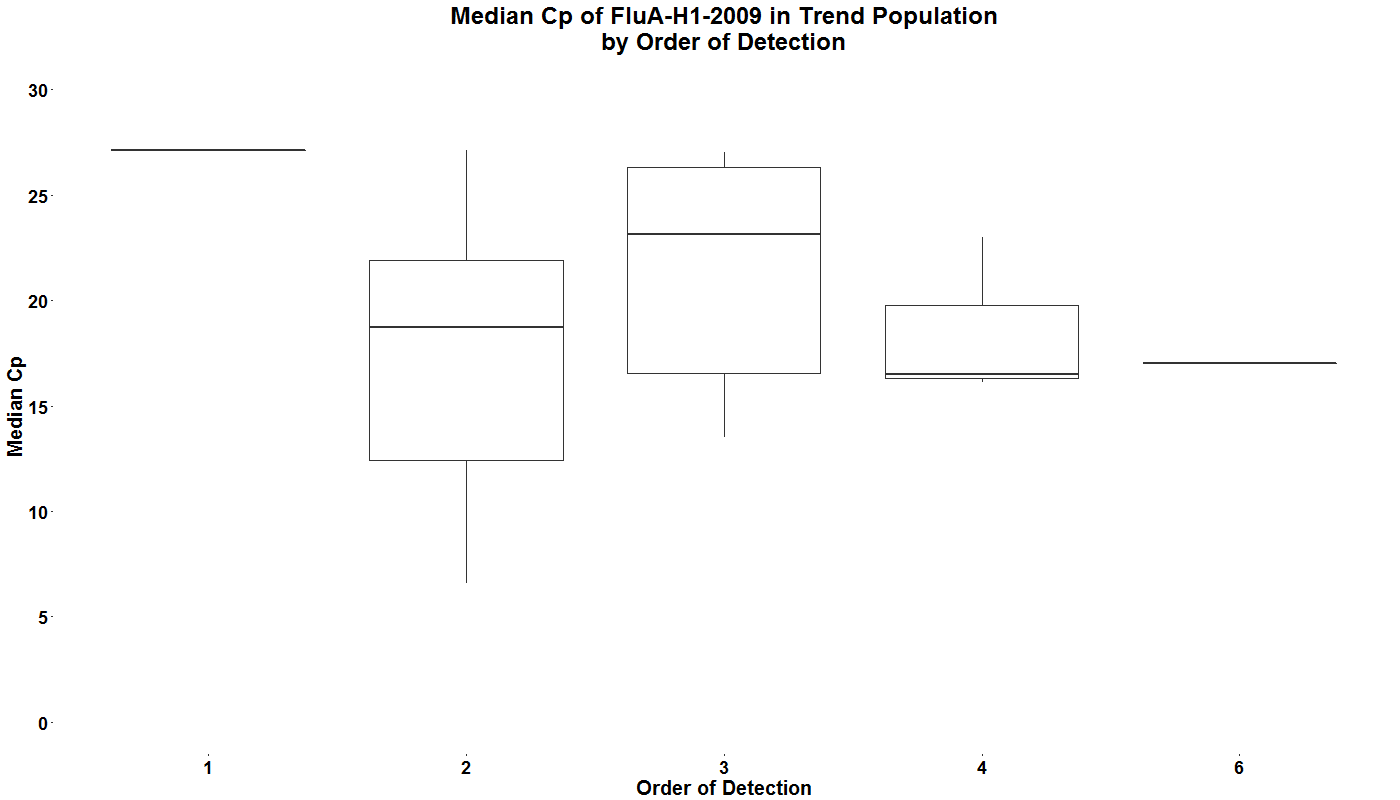 Median Cp of FluA-H1-2009 in Trend Population
by Order of Detection
30
25
20
15
10
5
0
Median Cp
1 2 3 4 6
Order of Detection